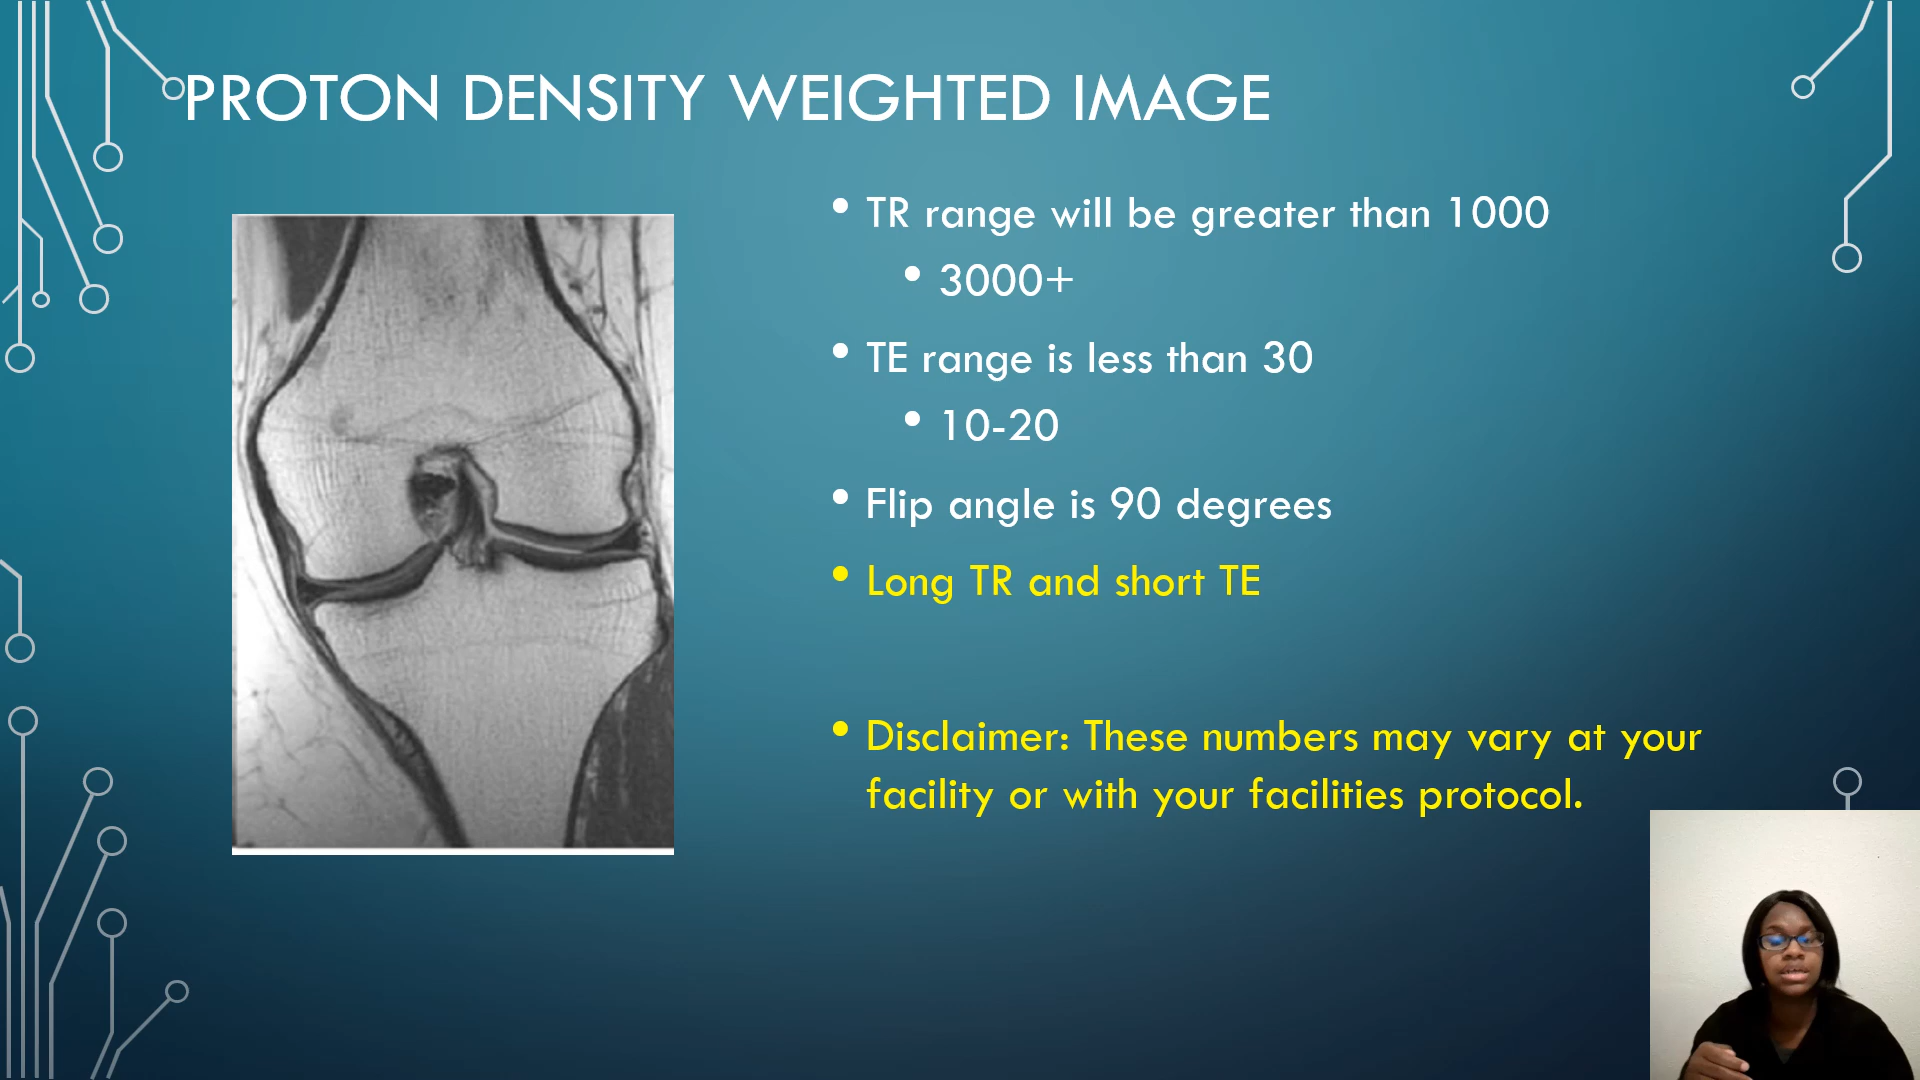 PROTON DENSITY WEIGHTED IMAGE
• TR range will be greater than 1000
• 3000+
• TE range is less than 30
• 10-20
• Flip angle is 90 degrees
• Long TR and short TE
• Disclaimer: These numbers may vary at your
facility or with your facilities protocol.